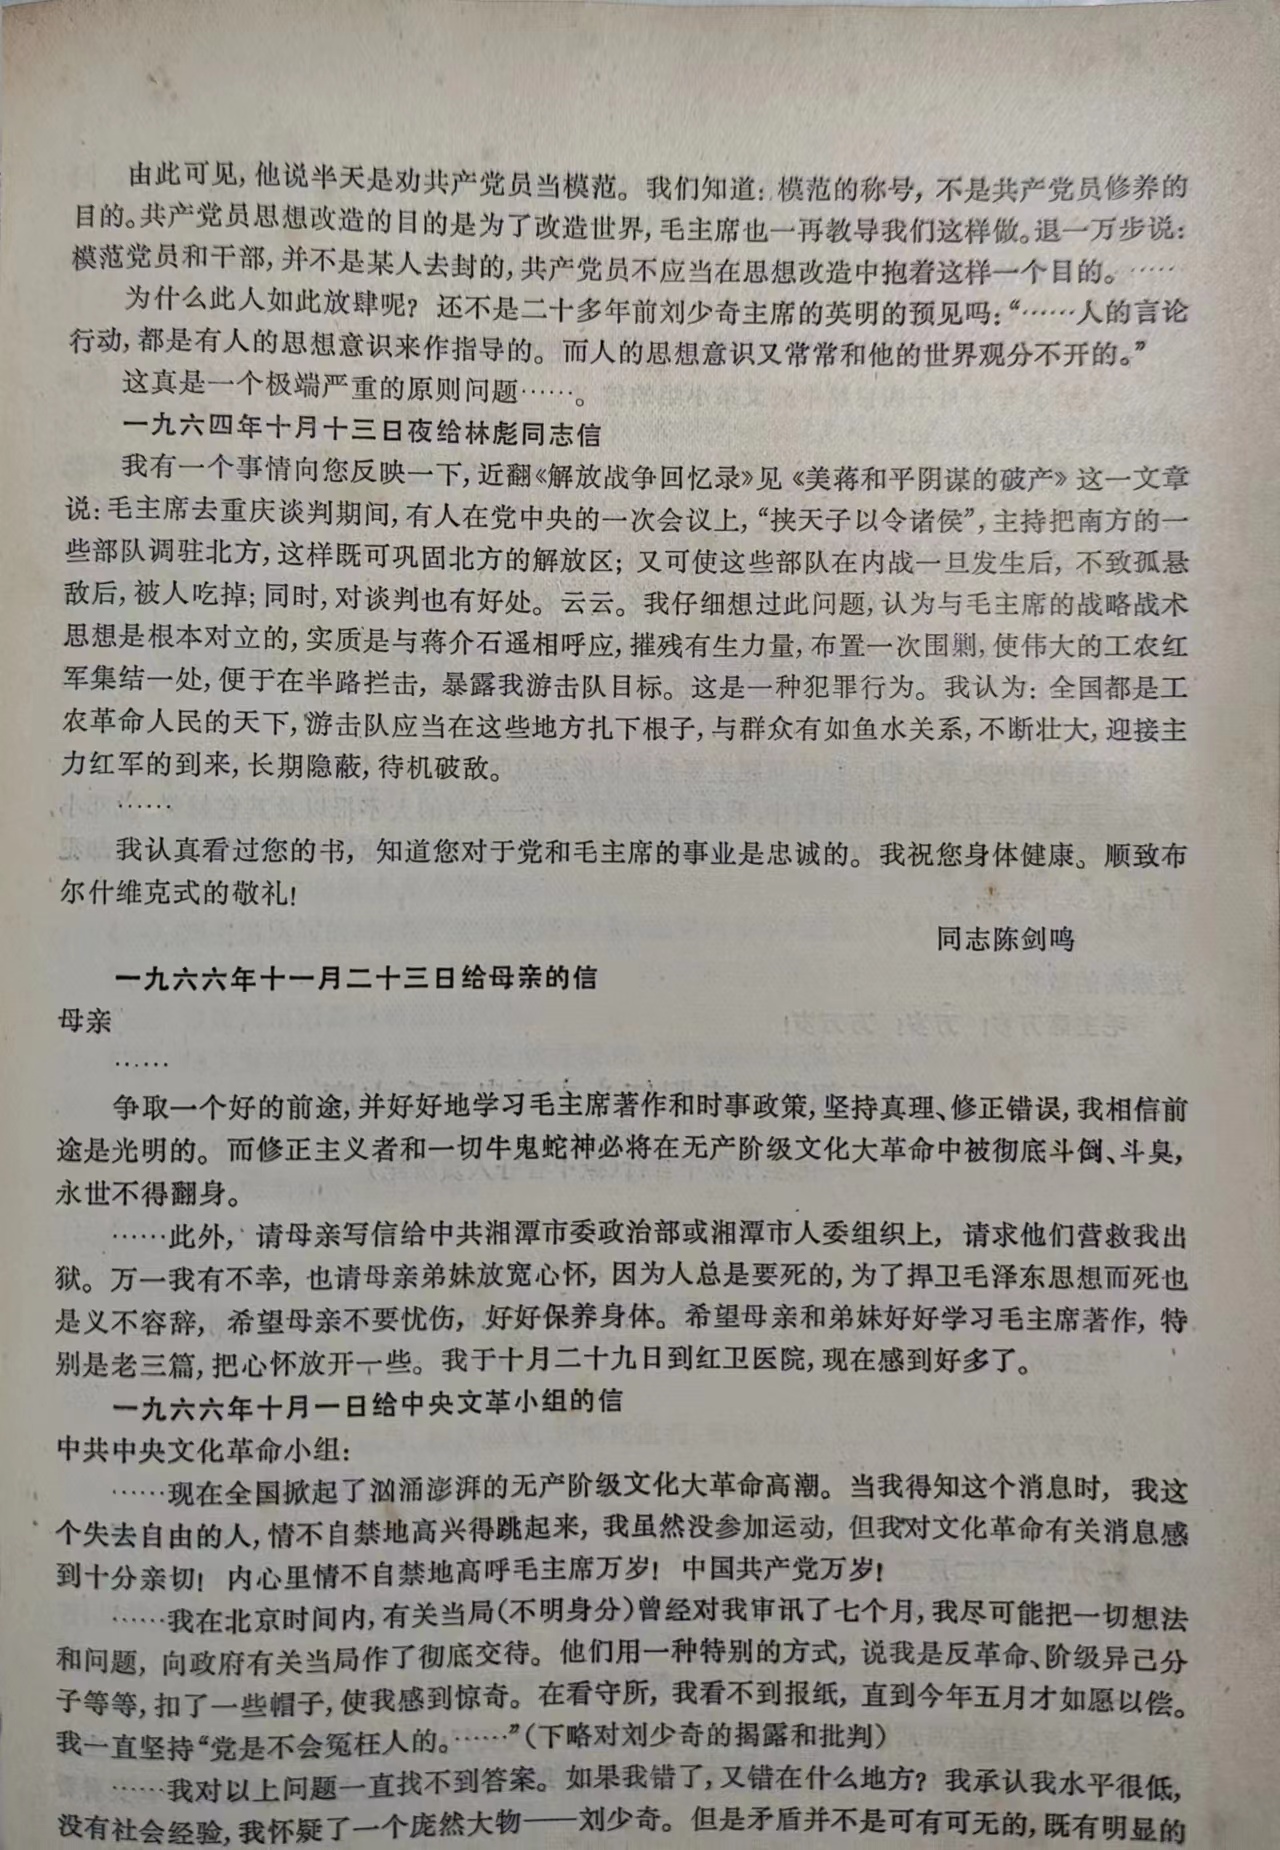 由此可见，他说半天是劝共产党员当模范。我们知道：模范的称号，不是共产党员修养的
目的。共产党员思想改造的目的是为了改造世界，毛主席也一再教导我们这样做。退一万步说：
模范党员和干部，并不是某人去封的，共产党员不应当在思想改造中抱着这样一个目的。……
为什么此人如此放肆呢？还不是二十多年前刘少奇主席的英明的预见吗：“……人的言论
行动，都是有人的思想意识来作指导的。而人的思想意识又常常和他的世界观分不开的。”
这真是一个极端严重的原则问题……。
一九六四年十月十三日夜给林彪同志信
我有一个事情向您反映一下，近翻《解放战争回忆录》见《美蒋和平阴谋的破产》这一文章
说：毛主席去重庆谈判期间，有人在党中央的一次会议上，“挟天子以令诸侯”，主持把南方的一
些部队调驻北方，这样既可巩固北方的解放区；又可使这些部队在内战一旦发生后，不致孤悬
敌后，被人吃掉；同时，对谈判也有好处。云云。我仔细想过此问题，认为与毛主席的战略战术
思想是根本对立的，实质是与蒋介石遥相呼应，摧残有生力量，布置一次围剿，使伟大的工农红
军集结一处，便于在半路拦击，暴露我游击队目标。这是一种犯罪行为。我认为：全国都是工
农革命人民的天下，游击队应当在这些地方扎下根子，与群众有如鱼水关系，不断壮大，迎接主
力红军的到来，长期隐蔽，待机破敌。
……
我认真看过您的书，知道您对于党和毛主席的事业是忠诚的。我祝您身体健康。顺致布
尔什维克式的敬礼！
同志陈剑鸣
一九六六年十一月二十三日给母亲的信
母亲
……
争取一个好的前途，并好好地学习毛主席著作和时事政策，坚持真理、修正错误，我相信前
途是光明的。而修正主义者和一切牛鬼蛇神必将在无产阶级文化大革命中被彻底斗倒、斗臭，
永世不得翻身。
……此外，请母亲写信给中共湘潭市委政治部或湘潭市人委组织上，请求他们营救我出
狱。万一我有不幸，也请母亲弟妹放宽心怀，因为人总是要死的，为了捍卫毛泽东思想而死也
是义不容辞，希望母亲不要忧伤，好好保养身体。希望母亲和弟妹好好学习毛主席著作，特
别是老三篇，把心怀放开一些。我于十月二十九日到红卫医院，现在感到好多了。
一九六六年十月一日给中央文革小组的信
中共中央文化革命小组：
……现在全国掀起了汹涌澎湃的无产阶级文化大革命高潮。当我得知这个消息时，我这
个失去自由的人，情不自禁地高兴得跳起来，我虽然没参加运动，但我对文化革命有关消息感
到十分亲切！内心里情不自禁地高呼毛主席万岁！中国共产党万岁！
……我在北京时间内，有关当局（不明身分）曾经对我审讯了七个月，我尽可能把一切想法
和问题，向政府有关当局作了彻底交待。他们用一种特别的方式，说我是反革命、阶级异己分
子等等，扣了一些帽子，使我感到惊奇。在看守所，我看不到报纸，直到今年五月才如愿以偿。
我一直坚持“党是不会冤枉人的。……”（下略对刘少奇的揭露和批判）
……我对以上问题一直找不到答案。如果我错了，又错在什么地方？我承认我水平很低，
没有社会经验，我怀疑了一个庞然大物——刘少奇。但是矛盾并不是可有可无的，既有明显的